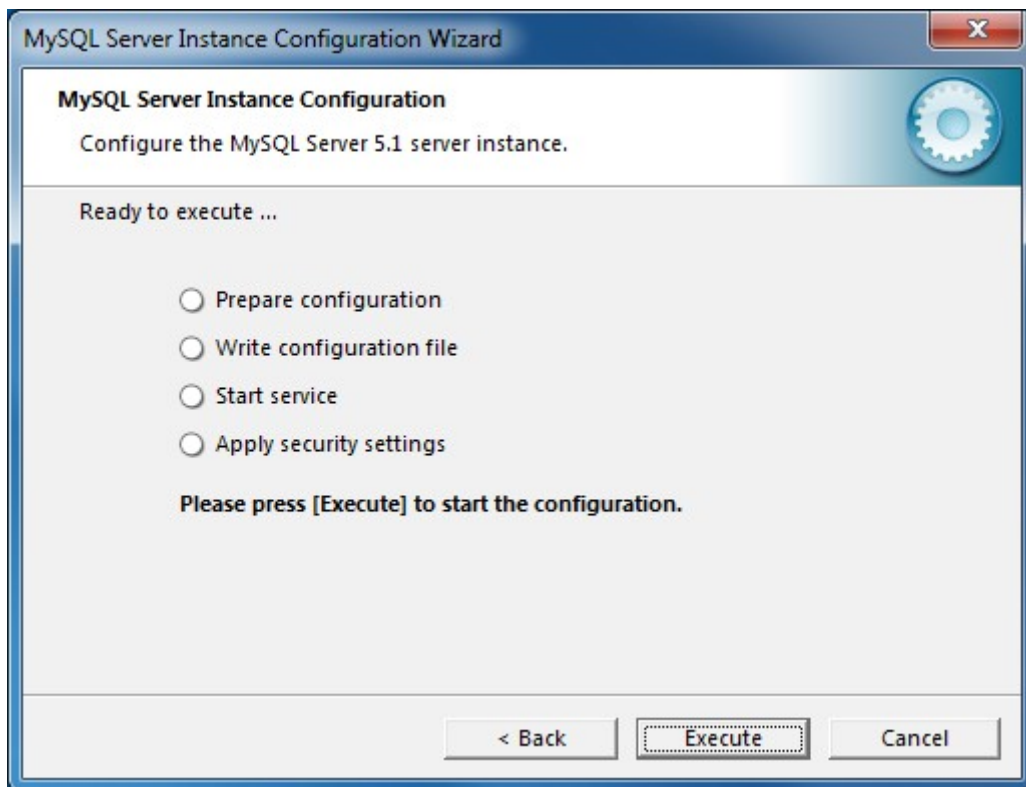 MySQL Server Instance Configuration Wizard
MySQL Server Instance Configuration
Configure the MySQL Server 5.1 server instance.
Ready to execute ...
Prepare configuration
Write configuration file
Start service
Apply security settings
Please press [Execute] to start the configuration.
< Back Execute Cancel